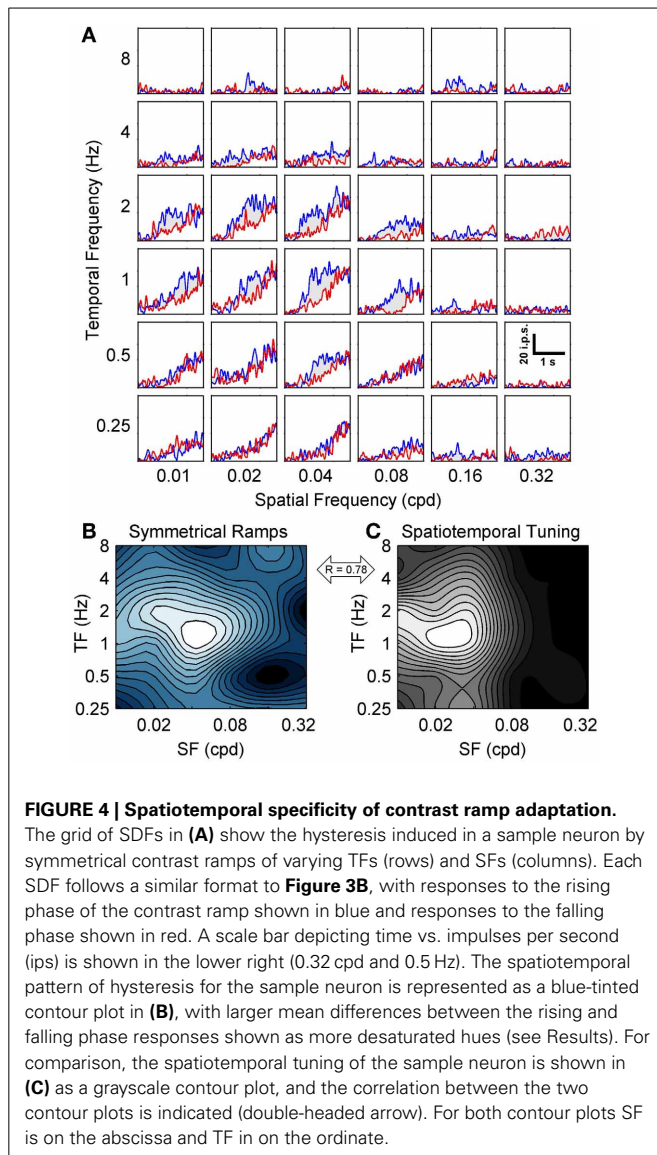 A
8
4
2
1
0.5
0.25
Temporal Frequency (Hz)
20 i.p.s.
1 s
0.01 0.02 0.04 0.08 0.16 0.32
Spatial Frequency (cpd)
B Symmetrical Ramps
8
4
2
1
0.5
0.25
TF (Hz)
0.02 0.08 0.32
SF (cpd)
R = 0.78
C Spatiotemporal Tuning
8
4
2
1
0.5
0.25
TF (Hz)
0.02 0.08 0.32
SF (cpd)
FIGURE 4 | Spatiotemporal specificity of contrast ramp adaptation.
The grid of SDFs in (A) show the hysteresis induced in a sample neuron by
symmetrical contrast ramps of varying TFs (rows) and SFs (columns). Each
SDF follows a similar format to Figure 3B, with responses to the rising
phase of the contrast ramp shown in blue and responses to the falling
phase shown in red. A scale bar depicting time vs. impulses per second
(ips) is shown in the lower right (0.32 cpd and 0.5 Hz). The spatiotemporal
pattern of hysteresis for the sample neuron is represented as a blue-tinted
contour plot in (B), with larger mean differences between the rising and
falling phase responses shown as more desaturated hues (see Results). For
comparison, the spatiotemporal tuning of the sample neuron is shown in
(C) as a grayscale contour plot, and the correlation between the two
contour plots is indicated (double-headed arrow). For both contour plots SF
is on the abscissa and TF in on the ordinate.